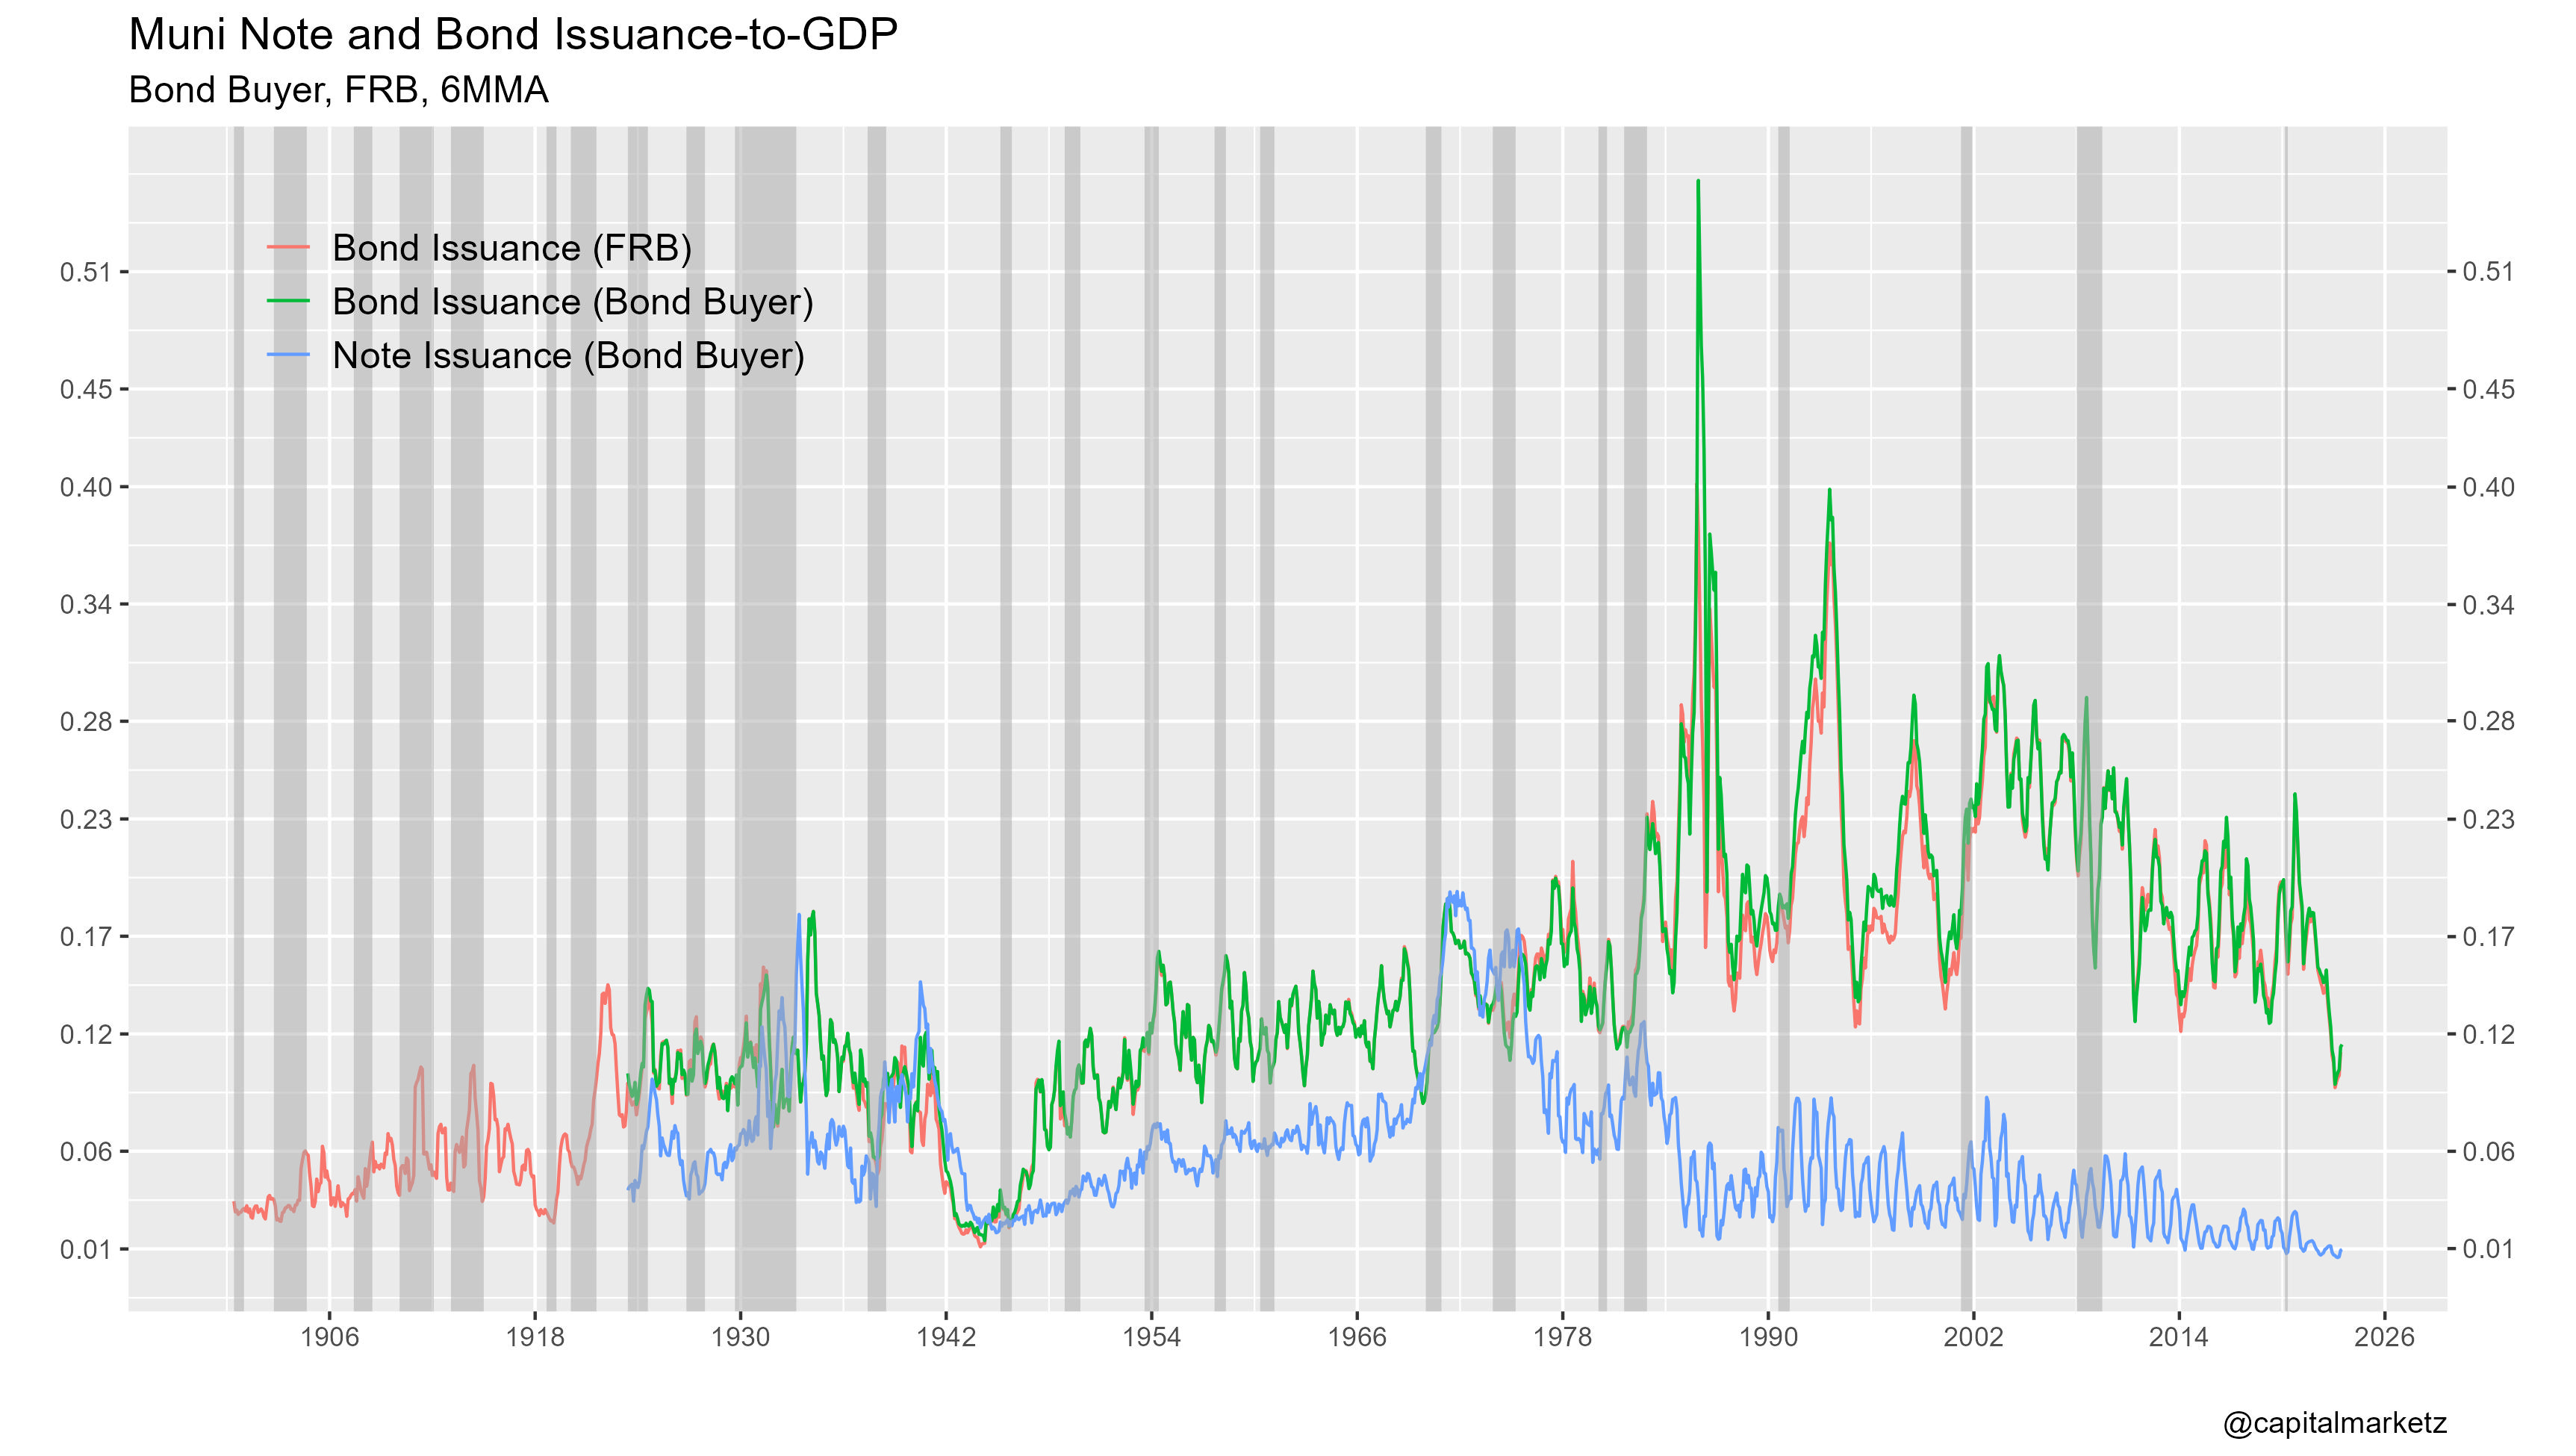 Muni Note and Bond Issuance-to-GDP
Bond Buyer, FRB, 6MMA
Bond Issuance (FRB)
Bond Issuance (Bond Buyer)
Note Issuance (Bond Buyer)
0.51 0.51
0.45 0.45
0.40 0.40
0.34 0.34
0.28 0.28
0.23 0.23
0.17 0.17
0.12 0.12
0.06 0.06
0.01 0.01
1906 1918 1930 1942 1954 1966 1978 1990 2002 2014 2026
@capitalmarketz